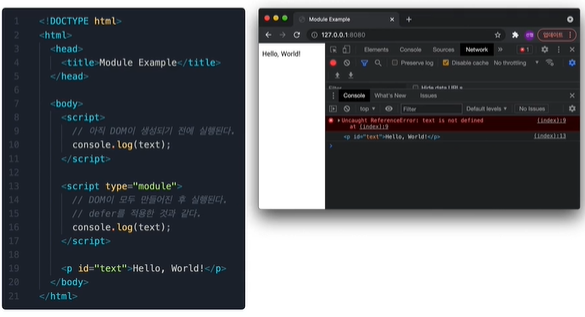 1 <!DOCTYPE html>
2 <html>
3 <head>
4 <title>Module Example</title>
5 </head>
6
7 <body>
8 <script>
9 // 아직 DOM이 생성되기 전에 실행된다.
10 console.log(text);
11 </script>
12
13 <script type="module">
14 // DOM이 모두 만들어진 후 실행된다.
15 // defer를 적용한 것과 같다.
16 console.log(text);
17 </script>
18
19 <p id="text">Hello, World!</p>
20 </body>
21 </html>
Module Example
127.0.0.1:8080
업데이트
Hello, World!
Elements Console Sources Network » 1
Preserve log Disable cache No throttling
Filter Hide data URLs
Console What's New Issues
top Filter Default levels No Issues
Uncaught ReferenceError: text is not defined (index):9
at (index):9
<p id="text">Hello, World!</p> (index):13